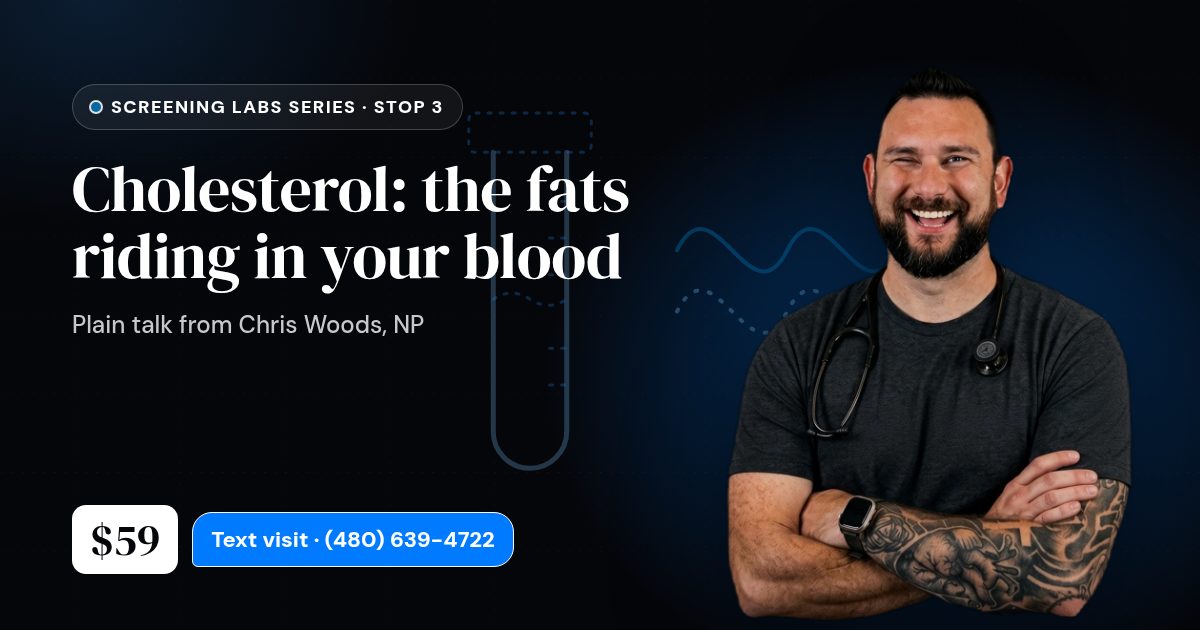 SCREENING LABS SERIES · STOP 3
Cholesterol: the fats
riding in your blood
Plain talk from Chris Woods, NP
$59
Text visit · (480) 639-4722